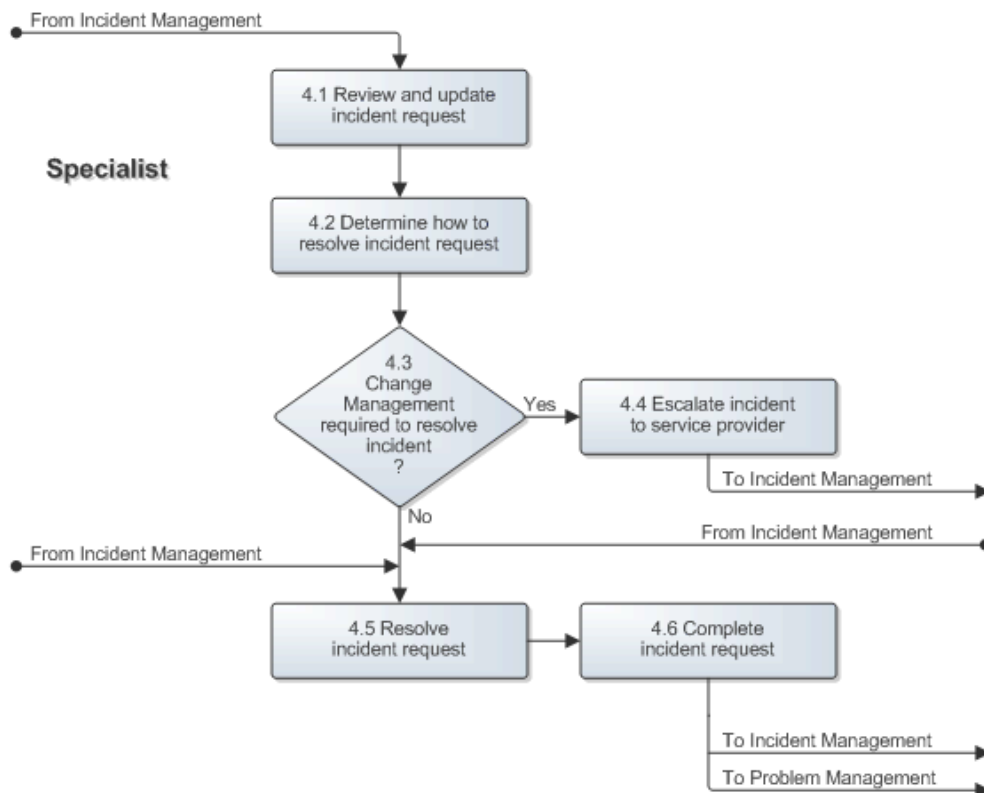 From Incident Management
4.1 Review and update
incident request
Specialist
4.2 Determine how to
resolve incident request
4.3
Change
Management
required to resolve
incident
?
Yes
4.4 Escalate incident
to service provider
To Incident Management
No
From Incident Management
From Incident Management
4.5 Resolve
incident request
4.6 Complete
incident request
To Incident Management
To Problem Management